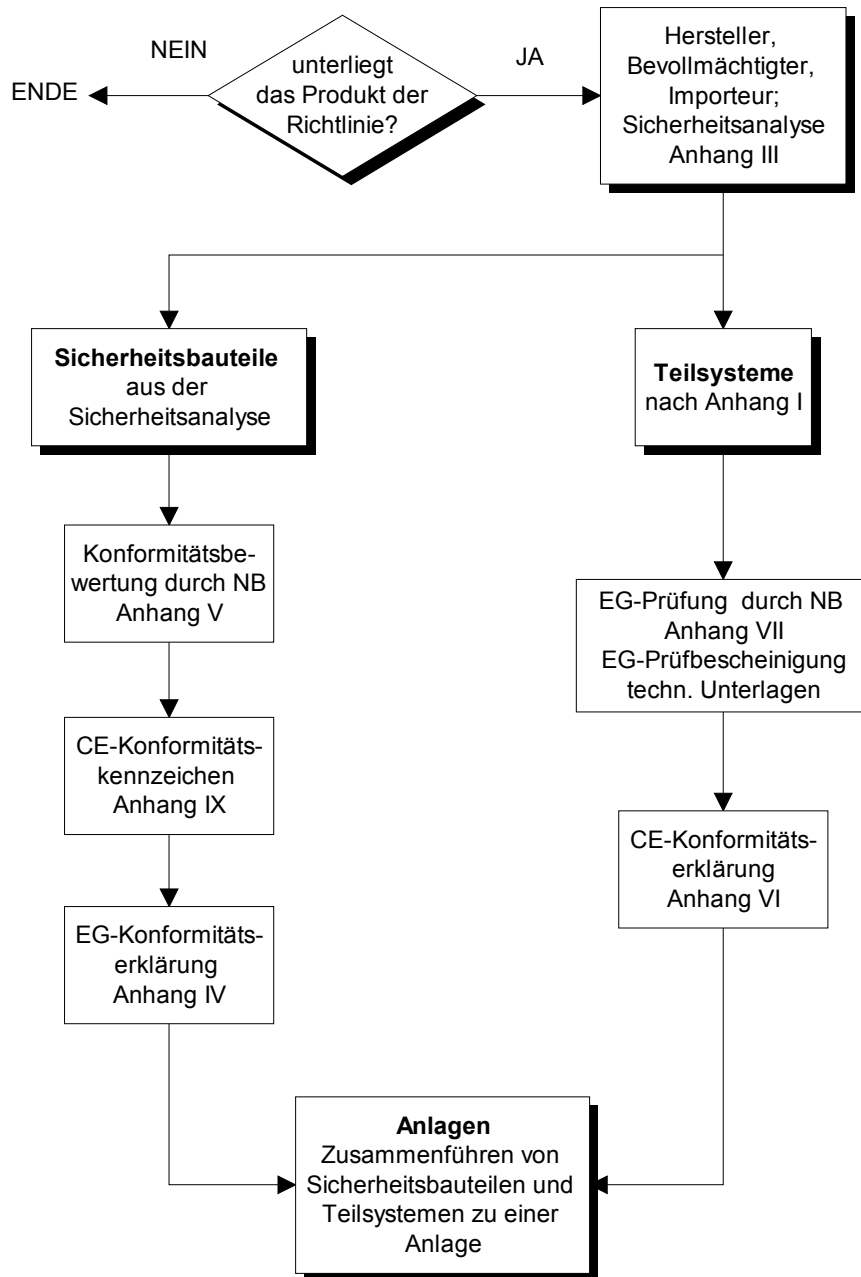 NEIN
unterliegt
das Produkt der
Richtlinie?
JA
ENDE
Hersteller,
Bevollmächtigter,
Importeur;
Sicherheitsanalyse
Anhang III
Sicherheitsbauteile
aus der
Sicherheitsanalyse
Teilsysteme
nach Anhang I
Konformitätsbe-
wertung durch NB
Anhang V
EG-Prüfung durch NB
Anhang VII
EG-Prüfbescheinigung
techn. Unterlagen
CE-Konformitäts-
kennzeichen
Anhang IX
CE-Konformitäts-
erklärung
Anhang VI
EG-Konformitäts-
erklärung
Anhang IV
Anlagen
Zusammenführen von
Sicherheitsbauteilen und
Teilsystemen zu einer
Anlage